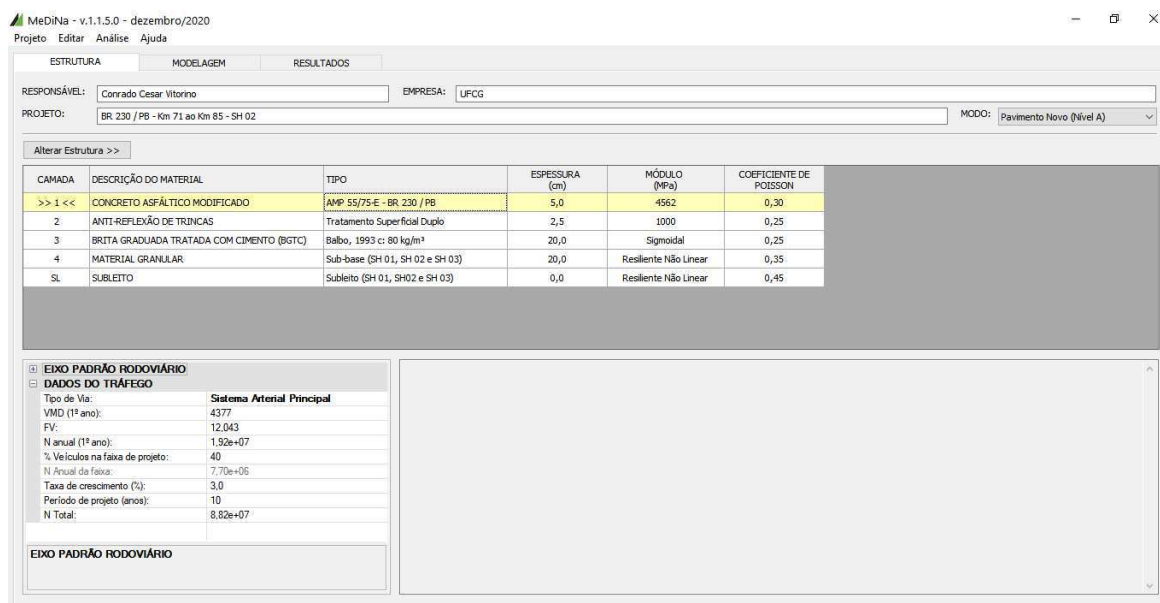 MeDiNa - v.1.1.5.0 - dezembro/2020
Projeto Editar Análise Ajuda
ESTRUTURA MODELAGEM RESULTADOS
RESPONSÁVEL: Conrado Cesar Vitorino EMPRESA: UFCG
PROJETO: BR 230 / PB - Km 71 ao Km 85 - SH 02 MODO: Pavimento Novo (Nível A)
Alterar Estrutura >>
CAMADA DESCRIÇÃO DO MATERIAL TIPO ESPESSURA (cm) MÓDULO (MPa) COEFICIENTE DE POISSON
>> 1 << CONCRETO ASFÁLTICO MODIFICADO AMP 55/75-E - BR 230 / PB 5,0 4562 0,30
2 ANTI-REFLEXÃO DE TRINCAS Tratamento Superficial Duplo 2,5 1000 0,25
3 BRITA GRADUADA TRATADA COM CIMENTO (BGTC) Balbo, 1993 c: 80 kg/m³ 20,0 Sigmoidal 0,25
4 MATERIAL GRANULAR Sub-base (SH 01, SH 02 e SH 03) 20,0 Resiliente Não Linear 0,35
SL SUBLEITO Subleito (SH 01, SH02 e SH 03) 0,0 Resiliente Não Linear 0,45
EIXO PADRÃO RODOVIÁRIO
DADOS DO TRÁFEGO
Tipo de Via: Sistema Arterial Principal
VMD (1º ano): 4377
FV: 12,043
N anual (1º ano): 1,92e+07
% Veículos na faixa de projeto: 40
N Anual da faixa: 7,70e+06
Taxa de crescimento (%): 3,0
Período de projeto (anos): 10
N Total: 8,82e+07
EIXO PADRÃO RODOVIÁRIO